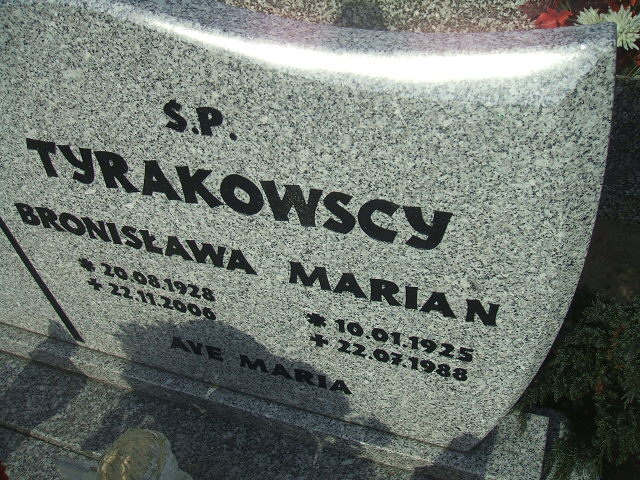 Ś.P.
TYRAKOWSCY
BRONISŁAWA MARIAN
* 20.08.1928 * 10.01.1925
+ 22.11.2006 + 22.07.1988
AVE MARIA